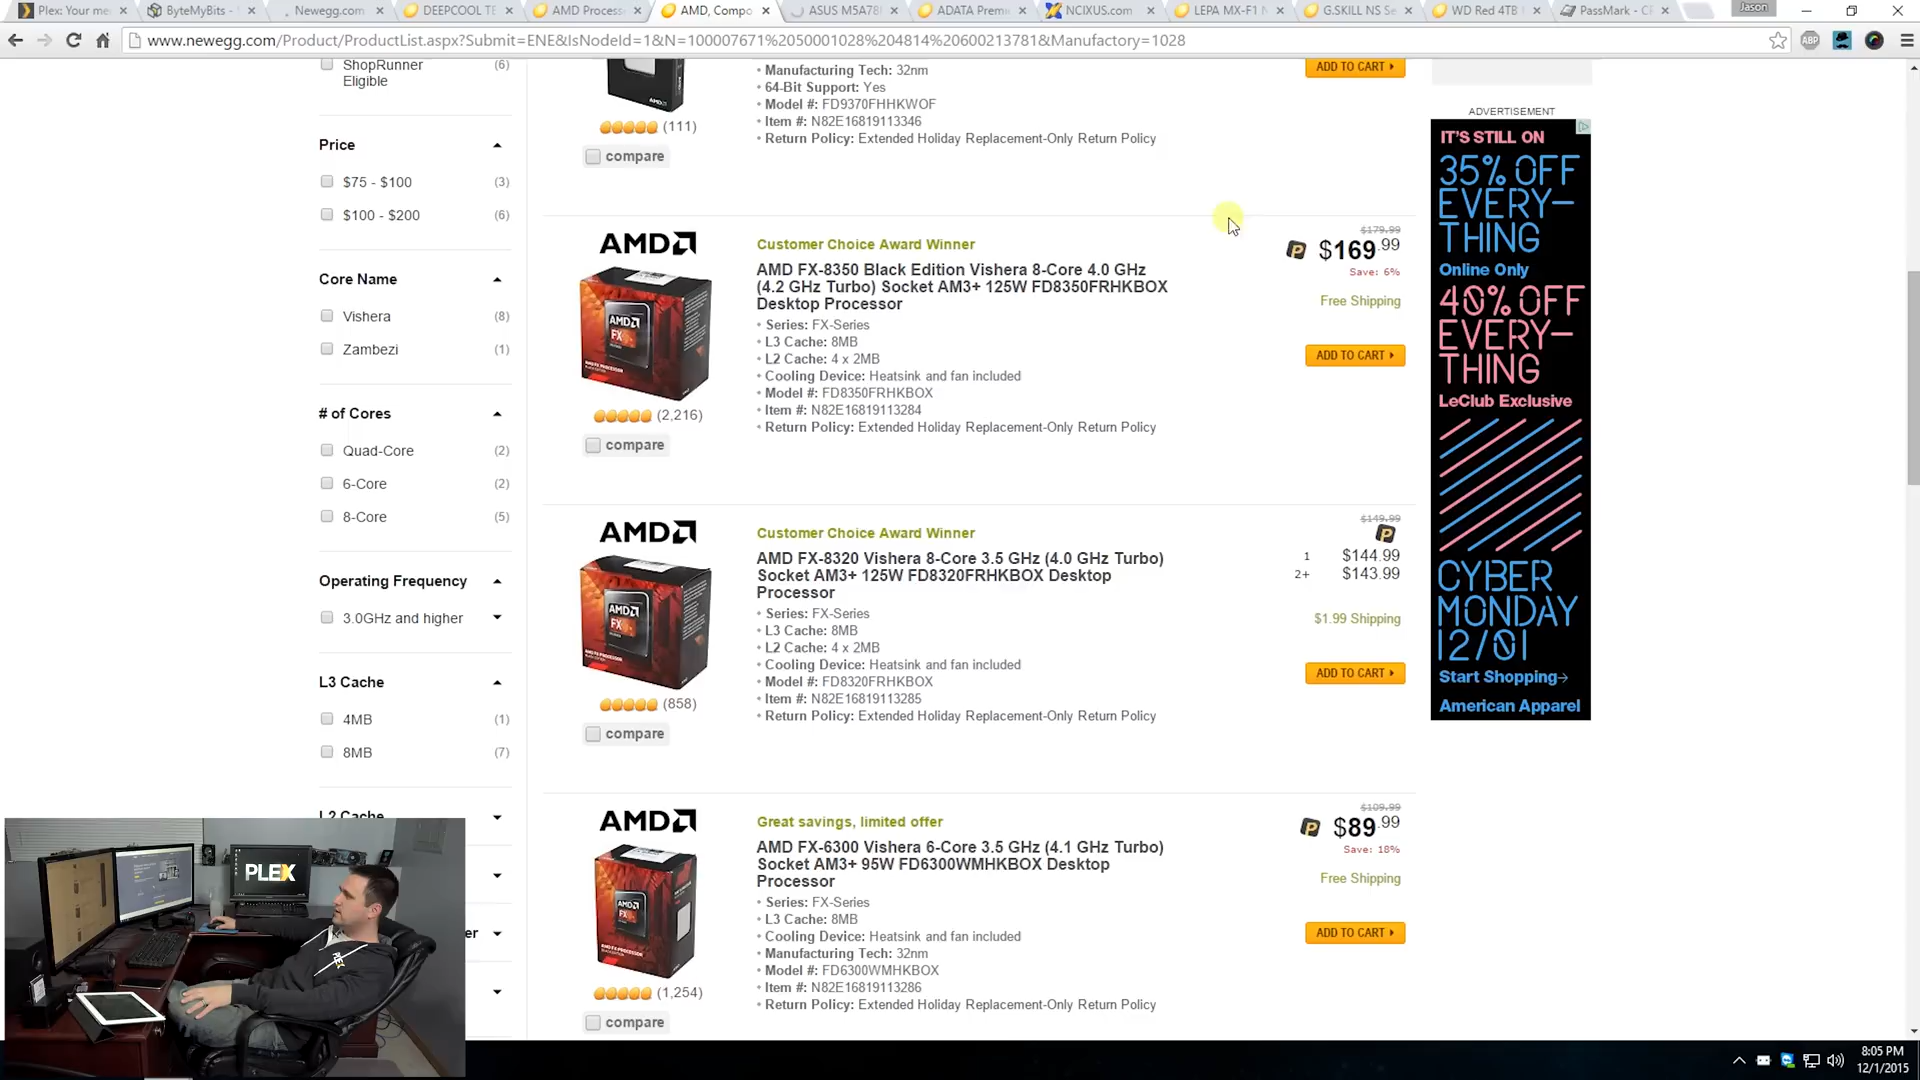 Plex: Your me
ByteMyBits -
Newegg.com
DEEPCOOL TE
AMD Process
AMD, Compo
ASUS M5A78L
ADATA Premi
NCIXUS.com
LEPA MX-F1 N
G.SKILL NS Se
WD Red 4TB
PassMark - CP
Jason
www.newegg.com/Product/ProductList.aspx?Submit=ENE&IsNodeId=1&N=100007671%2050001028%204814%20600213781&Manufactory=1028
ABP
ShopRunner (6)
Eligible
Price
$75 - $100 (3)
$100 - $200 (6)
Core Name
Vishera (8)
Zambezi (1)
# of Cores
Quad-Core (2)
6-Core (2)
8-Core (5)
Operating Frequency
3.0GHz and higher
L3 Cache
4MB (1)
8MB (7)
L2 Cache
AMD
• Manufacturing Tech: 32nm
• 64-Bit Support: Yes
• Model #: FD9370FHHKWOF
• Item #: N82E16819113346
• Return Policy: Extended Holiday Replacement-Only Return Policy
(111)
compare
ADD TO CART
AMD
AMD
FX
Customer Choice Award Winner
AMD FX-8350 Black Edition Vishera 8-Core 4.0 GHz
(4.2 GHz Turbo) Socket AM3+ 125W FD8350FRHKBOX
Desktop Processor
• Series: FX-Series
• L3 Cache: 8MB
• L2 Cache: 4 x 2MB
• Cooling Device: Heatsink and fan included
• Model #: FD8350FRHKBOX
• Item #: N82E16819113284
• Return Policy: Extended Holiday Replacement-Only Return Policy
(2,216)
compare
$179.99
P $169.99
Save: 6%
Free Shipping
ADD TO CART
AMD
AMD
FX
Customer Choice Award Winner
AMD FX-8320 Vishera 8-Core 3.5 GHz (4.0 GHz Turbo)
Socket AM3+ 125W FD8320FRHKBOX Desktop
Processor
• Series: FX-Series
• L3 Cache: 8MB
• L2 Cache: 4 x 2MB
• Cooling Device: Heatsink and fan included
• Model #: FD8320FRHKBOX
• Item #: N82E16819113285
• Return Policy: Extended Holiday Replacement-Only Return Policy
(858)
compare
$149.99
P
1 $144.99
2+ $143.99
$1.99 Shipping
ADD TO CART
AMD
AMD
FX
Great savings, limited offer
AMD FX-6300 Vishera 6-Core 3.5 GHz (4.1 GHz Turbo)
Socket AM3+ 95W FD6300WMHKBOX Desktop
Processor
• Series: FX-Series
• L3 Cache: 8MB
• Cooling Device: Heatsink and fan included
• Manufacturing Tech: 32nm
• Model #: FD6300WMHKBOX
• Item #: N82E16819113286
• Return Policy: Extended Holiday Replacement-Only Return Policy
(1,254)
compare
$109.99
P $89.99
Save: 18%
Free Shipping
ADD TO CART
ADVERTISEMENT
IT'S STILL ON
35% OFF
EVERY—
THING
Online Only
40% OFF
EVERY—
THING
LeClub Exclusive
CYBER
MONDAY
12/01
Start Shopping→
American Apparel
PLEX
er
8:05 PM
12/1/2015